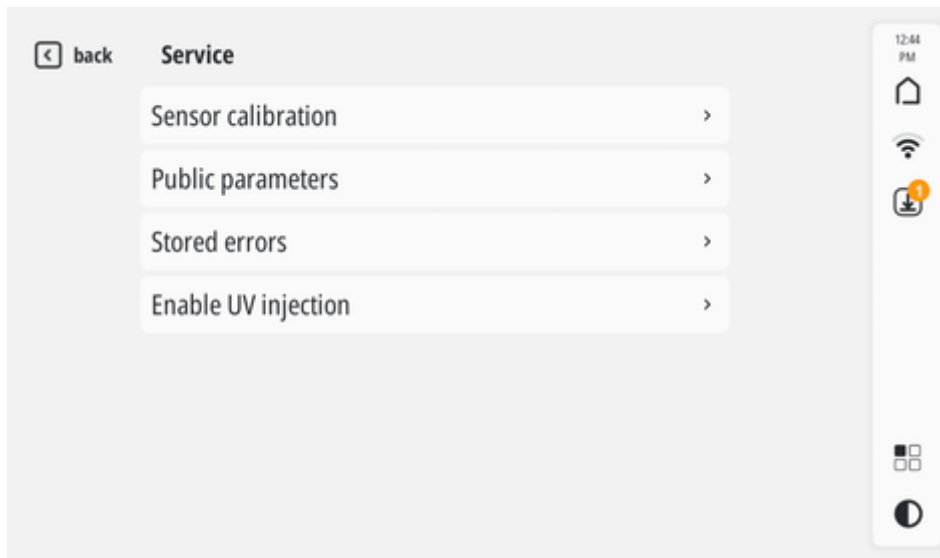 back
Service
Sensor calibration
Public parameters
Stored errors
Enable UV injection
12:44
PM
1